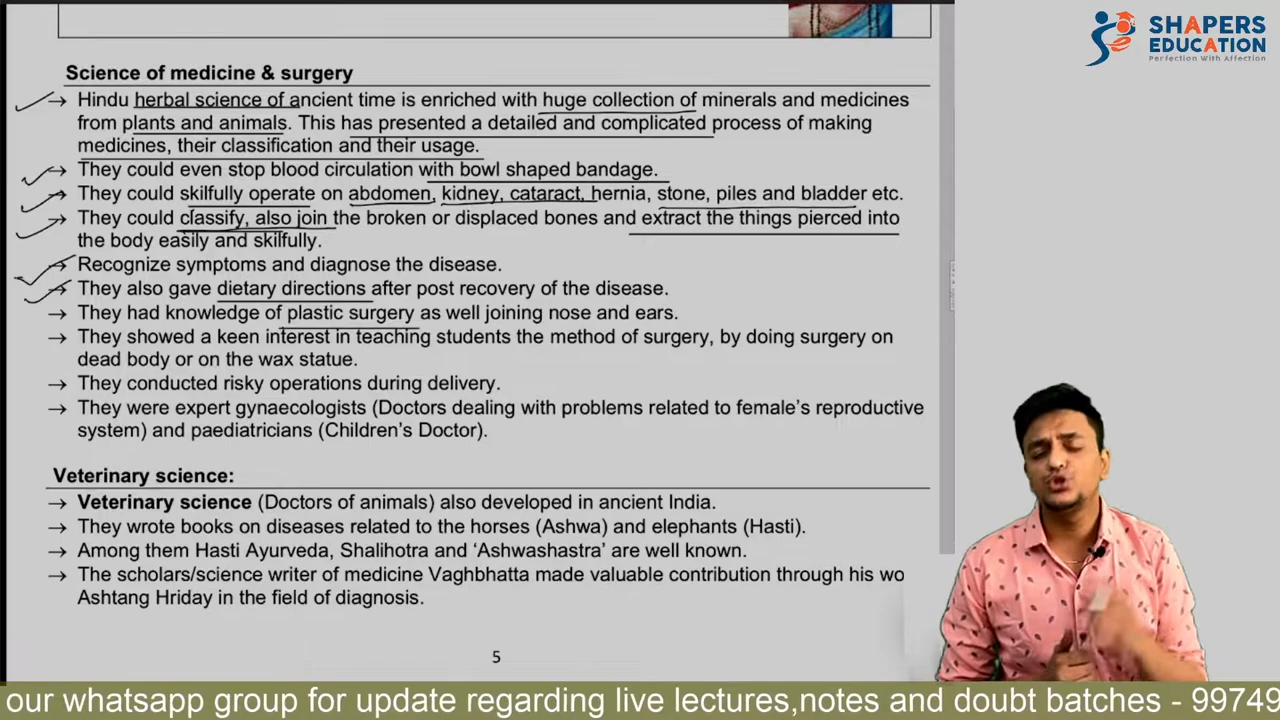 SHAPERS
EDUCATION
Perfection With Affection
Science of medicine & surgery
→ Hindu herbal science of ancient time is enriched with huge collection of minerals and medicines
from plants and animals. This has presented a detailed and complicated process of making
medicines, their classification and their usage.
→ They could even stop blood circulation with bowl shaped bandage.
→ They could skilfully operate on abdomen, kidney, cataract, hernia, stone, piles and bladder etc.
→ They could classify, also join the broken or displaced bones and extract the things pierced into
the body easily and skilfully.
→ Recognize symptoms and diagnose the disease.
→ They also gave dietary directions after post recovery of the disease.
→ They had knowledge of plastic surgery as well joining nose and ears.
→ They showed a keen interest in teaching students the method of surgery, by doing surgery on
dead body or on the wax statue.
→ They conducted risky operations during delivery.
→ They were expert gynaecologists (Doctors dealing with problems related to female's reproductive
system) and paediatricians (Children's Doctor).
Veterinary science:
→ Veterinary science (Doctors of animals) also developed in ancient India.
→ They wrote books on diseases related to the horses (Ashwa) and elephants (Hasti).
→ Among them Hasti Ayurveda, Shalihotra and 'Ashwashastra' are well known.
→ The scholars/science writer of medicine Vaghbhatta made valuable contribution through his wo
Ashtang Hriday in the field of diagnosis.
5
our whatsapp group for update regarding live lectures,notes and doubt batches - 99749